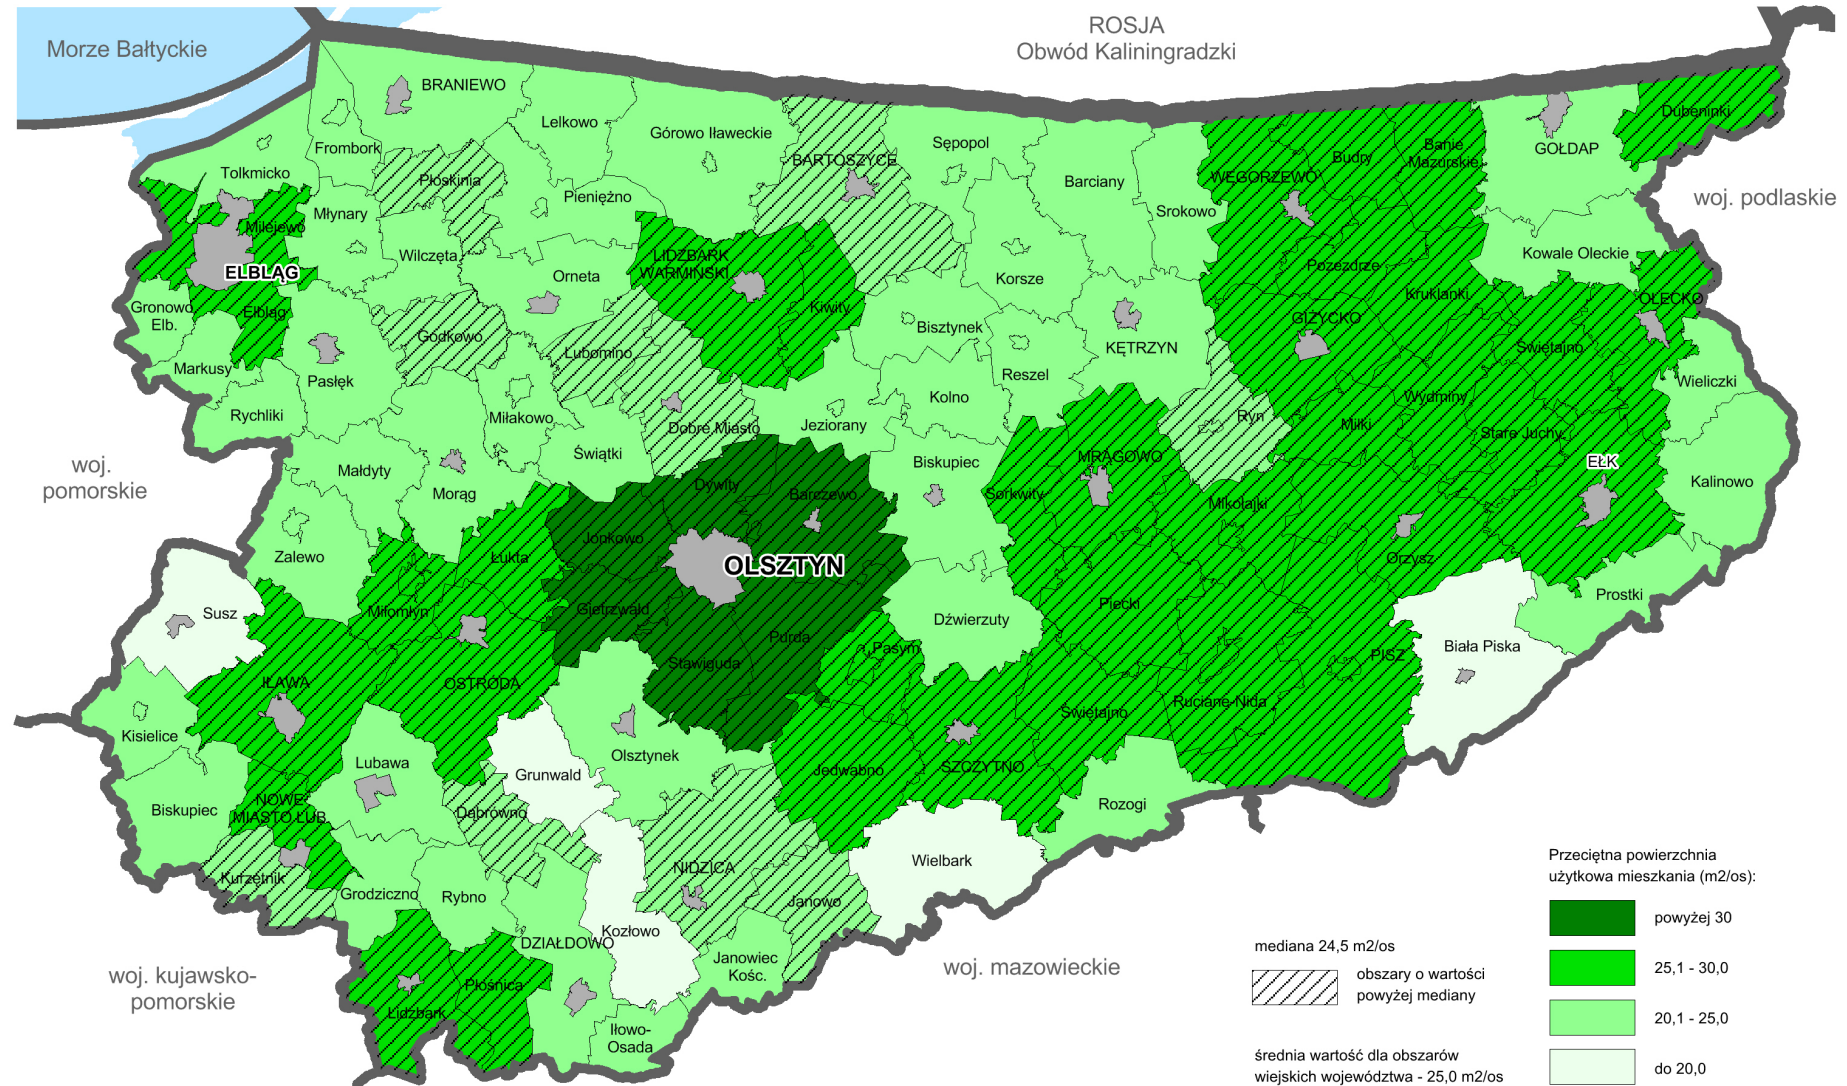 ROSJA
Obwód Kaliningradzki
Morze Bałtyckie
BRANIEWO
Lelkowo
Górowo Iławeckie
Frombork
Tolkmicko
Płoskinia
Pieniężno
BARTOSZYCE
Sępopol
Barciany
Srokowo
WĘGORZEWO
Budry
Banie
Mazurskie
GOŁDAP
Dubeninki
woj. podlaskie
Młynary
Milejewo
ELBLĄG
Wilczęta
Orneta
LIDZBARK
WARMIŃSKI
Kiwity
Korsze
Pozezdrze
Kruklanki
Kowale Oleckie
OLECKO
Gronowo
Elb.
Elbląg
Godkowo
Lubomino
Bisztynek
KĘTRZYN
GIŻYCKO
Świętajno
Markusy
Pasłęk
Reszel
Wieliczki
Rychliki
Miłakowo
Dobre Miasto
Jeziorany
Kolno
Ryn
Miłki
Wydminy
Stare Juchy
EŁK
Kalinowo
woj.
pomorskie
Małdyty
Morąg
Świątki
Dywity
Barczewo
Biskupiec
Sorkwity
MRĄGOWO
Mikołajki
Orzysz
Zalewo
Łukta
Jonkowo
OLSZTYN
Susz
Miłomłyn
Gietrzwałd
Purda
Dźwierzuty
Piecki
Prostki
Biała Piska
IŁAWA
OSTRÓDA
Stawiguda
Pasym
PISZ
Kisielice
Olsztynek
Świętajno
Ruciane-Nida
Lubawa
Grunwald
Jedwabno
SZCZYTNO
Biskupiec
NOWE
MIASTO LUB.
Dąbrówno
Rozogi
Kurzętnik
Grodziczno
Rybno
NIDZICA
Janowo
Wielbark
DZIAŁDOWO
Kozłowo
Janowiec
Kośc.
woj. kujawsko-
pomorskie
Lidzbark
Płośnica
Iłowo-
Osada
woj. mazowieckie
mediana 24,5 m2/os
obszary o wartości
powyżej mediany
średnia wartość dla obszarów
wiejskich województwa - 25,0 m2/os
Przeciętna powierzchnia
użytkowa mieszkania (m2/os):
powyżej 30
25,1 - 30,0
20,1 - 25,0
do 20,0